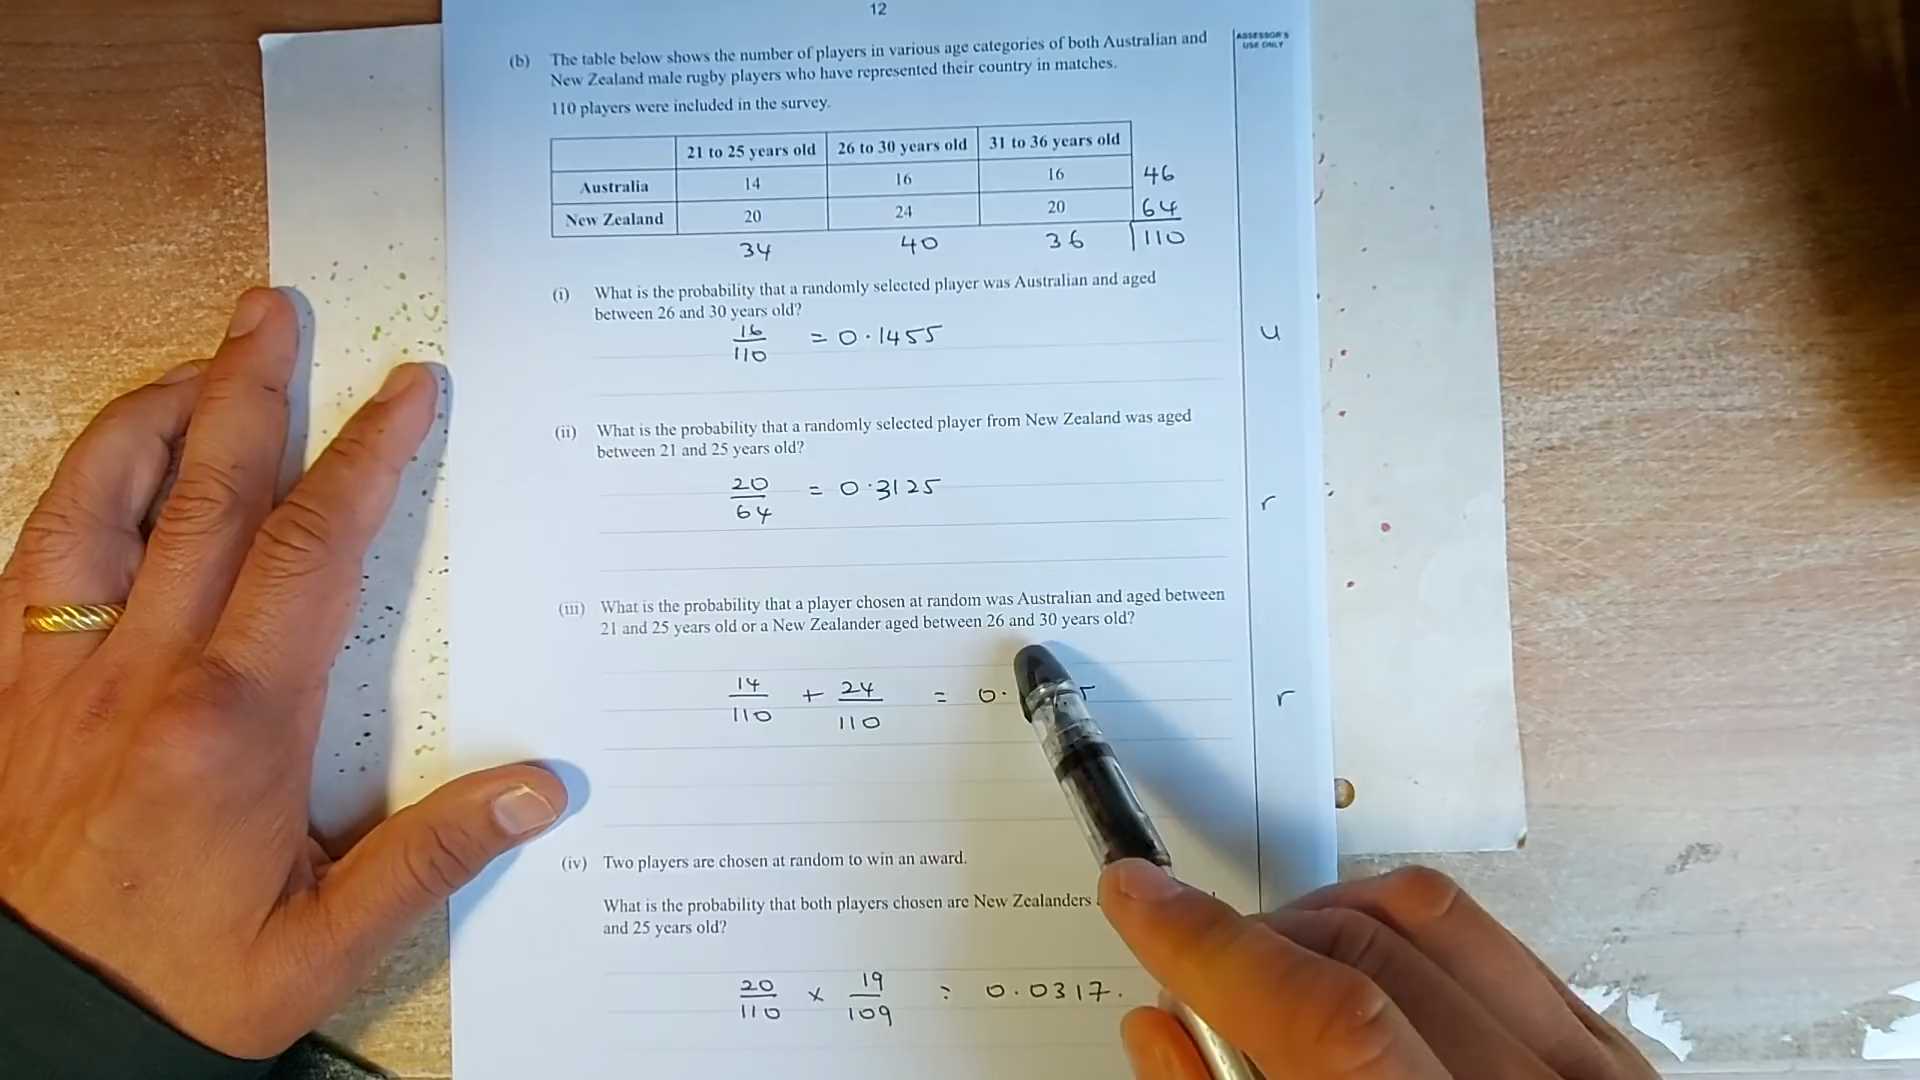 12
ASSESSOR'S
USE ONLY
(b) The table below shows the number of players in various age categories of both Australian and
New Zealand male rugby players who have represented their country in matches.
110 players were included in the survey.
21 to 25 years old 26 to 30 years old 31 to 36 years old
Australia 14 16 16 46
New Zealand 20 24 20 64
34 40 36 110
(i) What is the probability that a randomly selected player was Australian and aged
between 26 and 30 years old?
16/110 = 0.1455
u
(ii) What is the probability that a randomly selected player from New Zealand was aged
between 21 and 25 years old?
20/64 = 0.3125
r
(iii) What is the probability that a player chosen at random was Australian and aged between
21 and 25 years old or a New Zealander aged between 26 and 30 years old?
14/110 + 24/110 = 0.
r
(iv) Two players are chosen at random to win an award.
What is the probability that both players chosen are New Zealanders
and 25 years old?
20/110 × 19/109 = 0.0317.